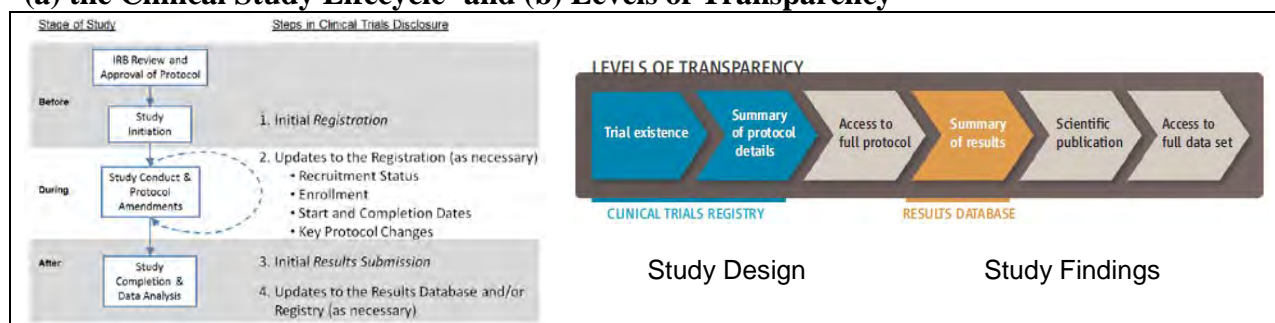 (a) the Clinical Study Lifecycle and (b) Levels of Transparency
Stage of Study
Steps in Clinical Trials Disclosure
IRB Review and
Approval of Protocol
Before
Study
Initiation
1. Initial Registration
During
Study Conduct &
Protocol
Amendments
2. Updates to the Registration (as necessary)
• Recruitment Status
• Enrollment
• Start and Completion Dates
• Key Protocol Changes
After
Study
Completion &
Data Analysis
3. Initial Results Submission
4. Updates to the Results Database and/or
Registry (as necessary)
LEVELS OF TRANSPARENCY
Trial existence
Summary
of protocol
details
Access to
full protocol
Summary
of results
Scientific
publication
Access to
full data set
CLINICAL TRIALS REGISTRY
RESULTS DATABASE
Study Design
Study Findings